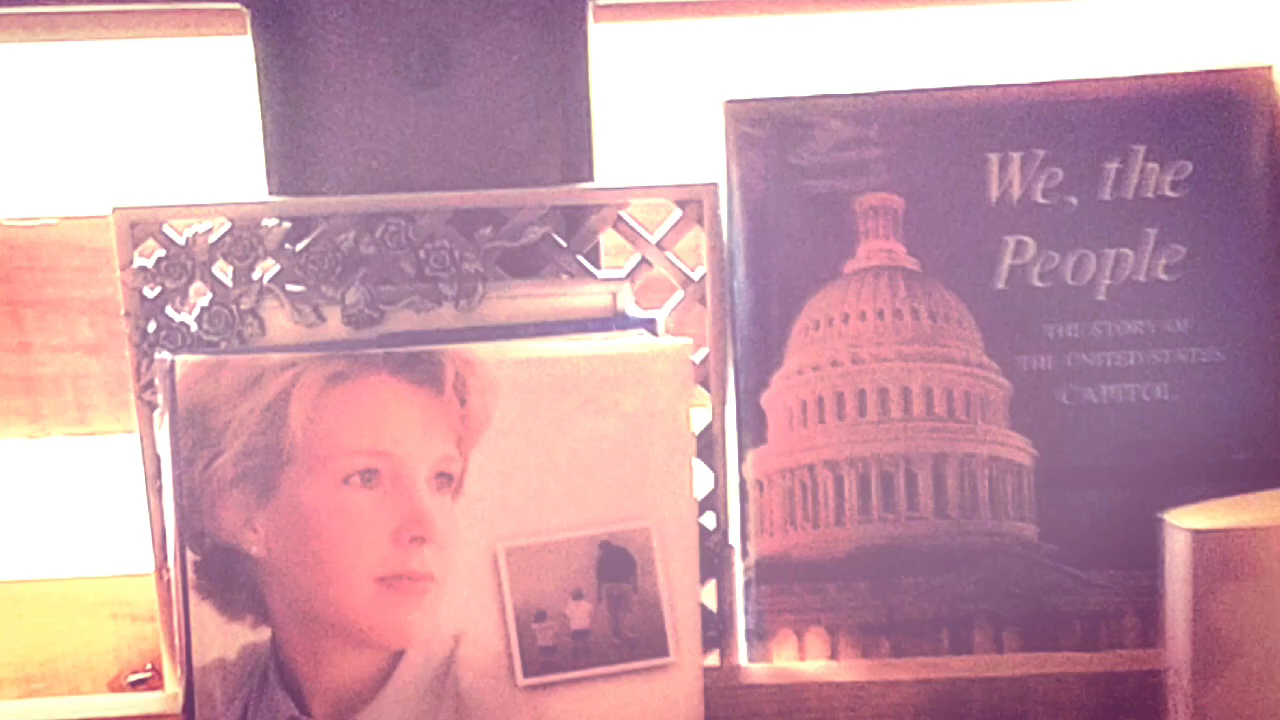 We, the
People
THE STORY OF
THE UNITED STATES
CAPITOL